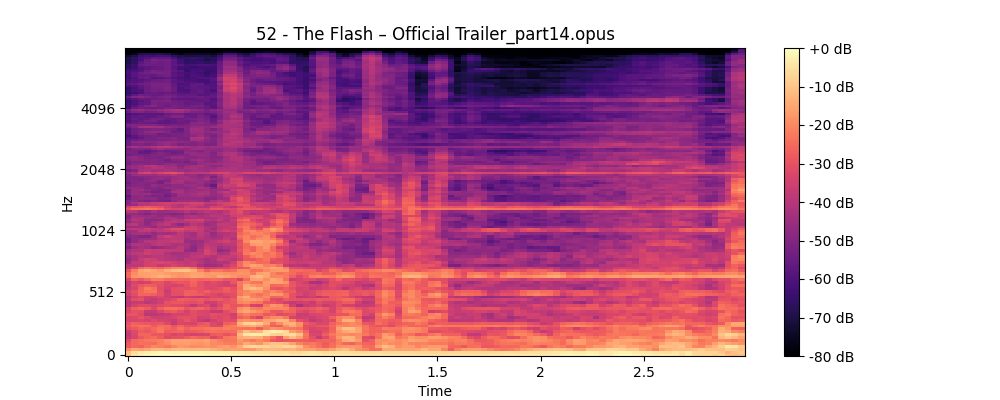 52 - The Flash – Official Trailer_part14.opus
+0 dB
-10 dB
4096
-20 dB
2048
-30 dB
Hz
-40 dB
1024
-50 dB
512
-60 dB
-70 dB
0
-80 dB
0 0.5 1 1.5 2 2.5
Time